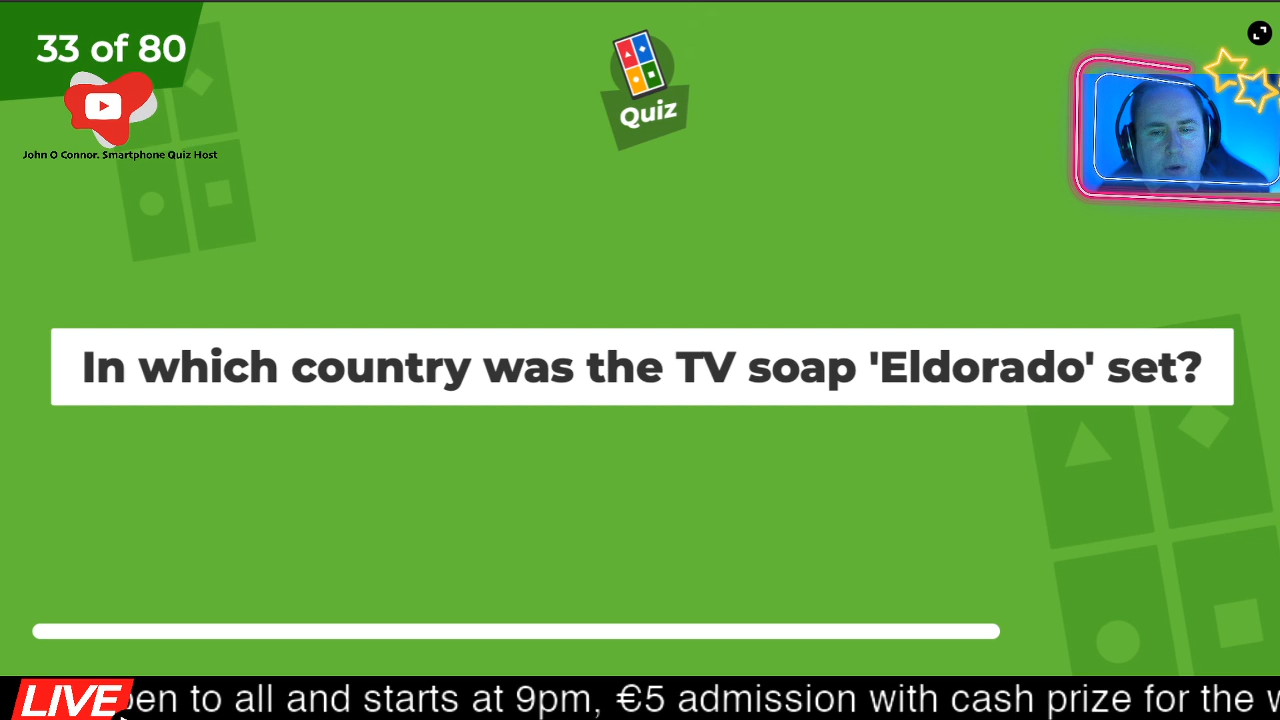 33 of 80
Quiz
John O Connor. Smartphone Quiz Host
In which country was the TV soap 'Eldorado' set?
LIVE
to all and starts at 9pm, €5 admission with cash prize for the